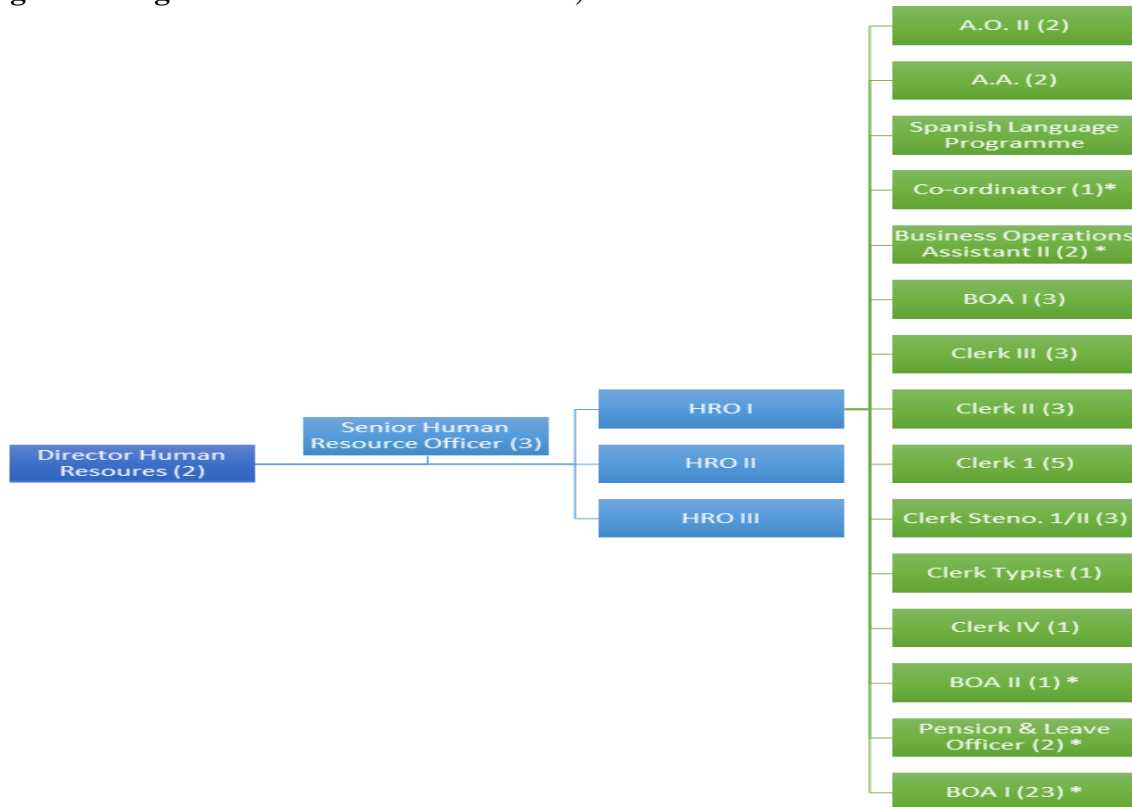 A.O. II (2)
A.A. (2)
Spanish Language
Programme
Co-ordinator (1)*
Business Operations
Assistant II (2) *
BOA I (3)
Clerk III (3)
HRO I
Clerk II (3)
Senior Human
Resource Officer (3)
Director Human
Resoures (2)
HRO II
Clerk 1 (5)
HRO III
Clerk Steno. 1/II (3)
Clerk Typist (1)
Clerk IV (1)
BOA II (1) *
Pension & Leave
Officer (2) *
BOA I (23) *